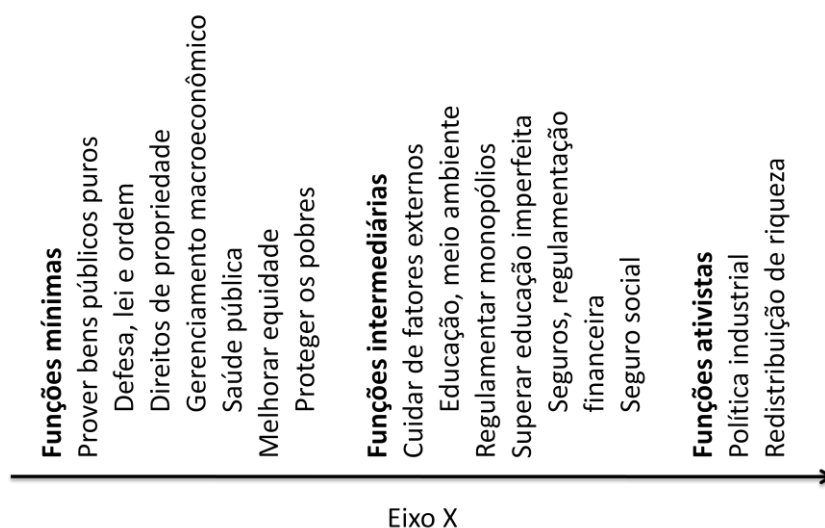 Funções mínimas
Prover bens públicos puros
Defesa, lei e ordem
Direitos de propriedade
Gerenciamento macroeconômico
Saúde pública
Melhorar equidade
Proteger os pobres
Funções intermediárias
Cuidar de fatores externos
Educação, meio ambiente
Regulamentar monopólios
Superar educação imperfeita
Seguros, regulamentação
financeira
Seguro social
Funções ativistas
Política industrial
Redistribuição de riqueza
Eixo X